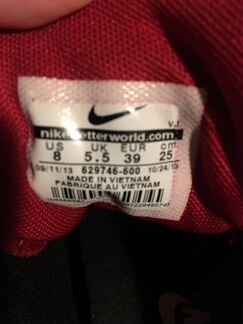 VJ
nikebetterworld.com
US UK EUR cm
8 5.5 39 25
09/11/13 629746-600 10/24/13
MADE IN VIETNAM
FABRIQUE AU VIETNAM